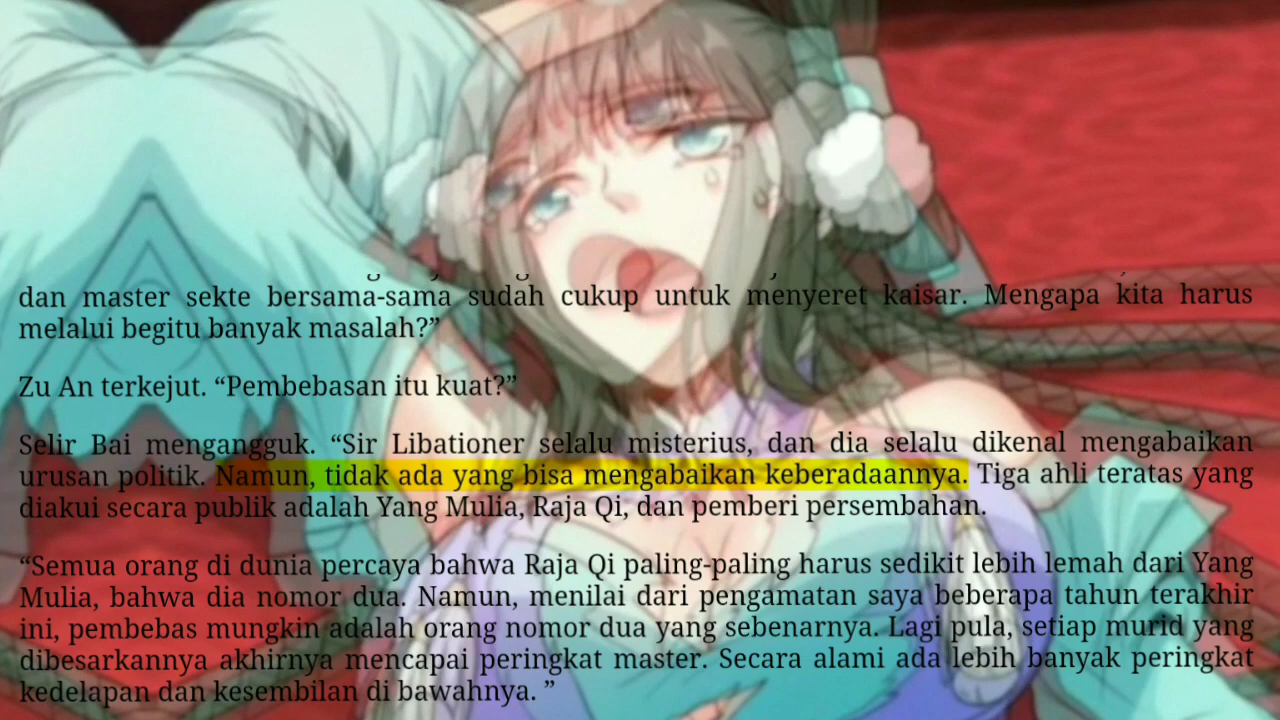 dan master sekte bersama-sama sudah cukup untuk menyeret kaisar. Mengapa kita harus
melalui begitu banyak masalah?”
Zu An terkejut. “Pembebasan itu kuat?”
Selir Bai mengangguk. “Sir Libationer selalu misterius, dan dia selalu dikenal mengabaikan
urusan politik. Namun, tidak ada yang bisa mengabaikan keberadaannya. Tiga ahli teratas yang
diakui secara publik adalah Yang Mulia, Raja Qi, dan pemberi persembahan.
“Semua orang di dunia percaya bahwa Raja Qi paling-paling harus sedikit lebih lemah dari Yang
Mulia, bahwa dia nomor dua. Namun, menilai dari pengamatan saya beberapa tahun terakhir
ini, pembebas mungkin adalah orang nomor dua yang sebenarnya. Lagi pula, setiap murid yang
dibesarkannya akhirnya mencapai peringkat master. Secara alami ada lebih banyak peringkat
kedelapan dan kesembilan di bawahnya. ”